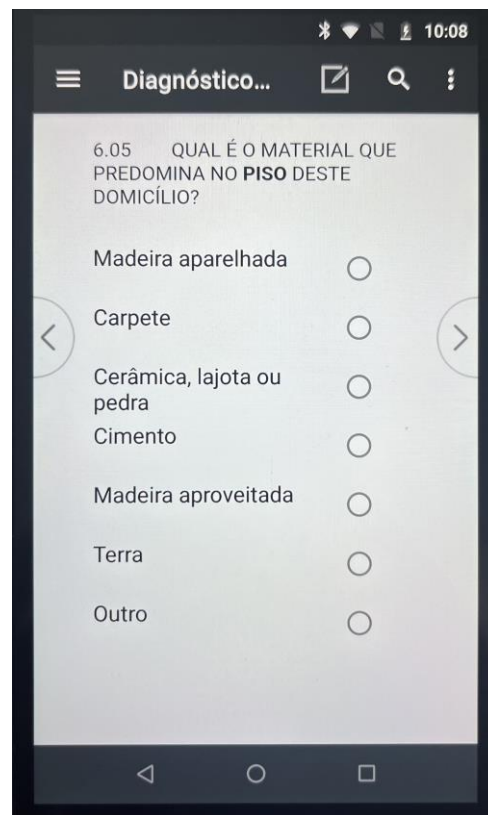 10:08
Diagnóstico...
6.05 QUAL É O MATERIAL QUE
PREDOMINA NO PISO DESTE
DOMICÍLIO?
Madeira aparelhada
Carpete
Cerâmica, lajota ou
pedra
Cimento
Madeira aproveitada
Terra
Outro